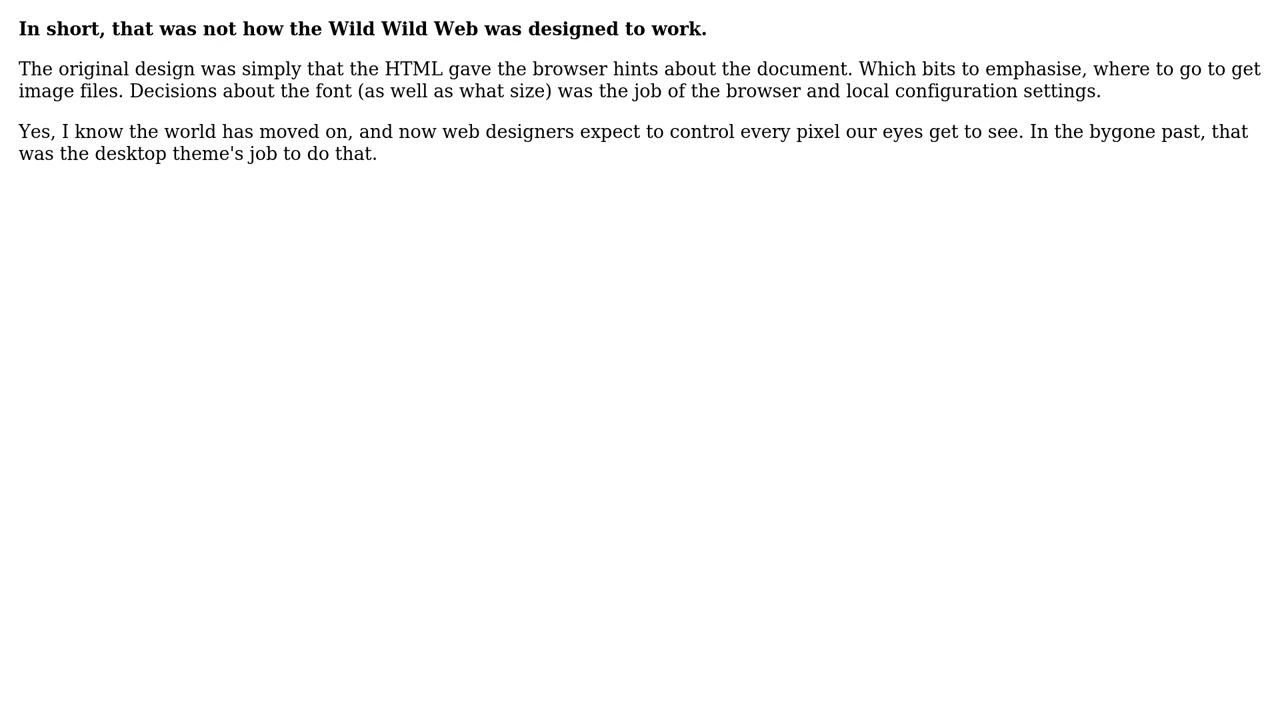 In short, that was not how the Wild Wild Web was designed to work.
The original design was simply that the HTML gave the browser hints about the document. Which bits to emphasise, where to go to get
image files. Decisions about the font (as well as what size) was the job of the browser and local configuration settings.
Yes, I know the world has moved on, and now web designers expect to control every pixel our eyes get to see. In the bygone past, that
was the desktop theme's job to do that.